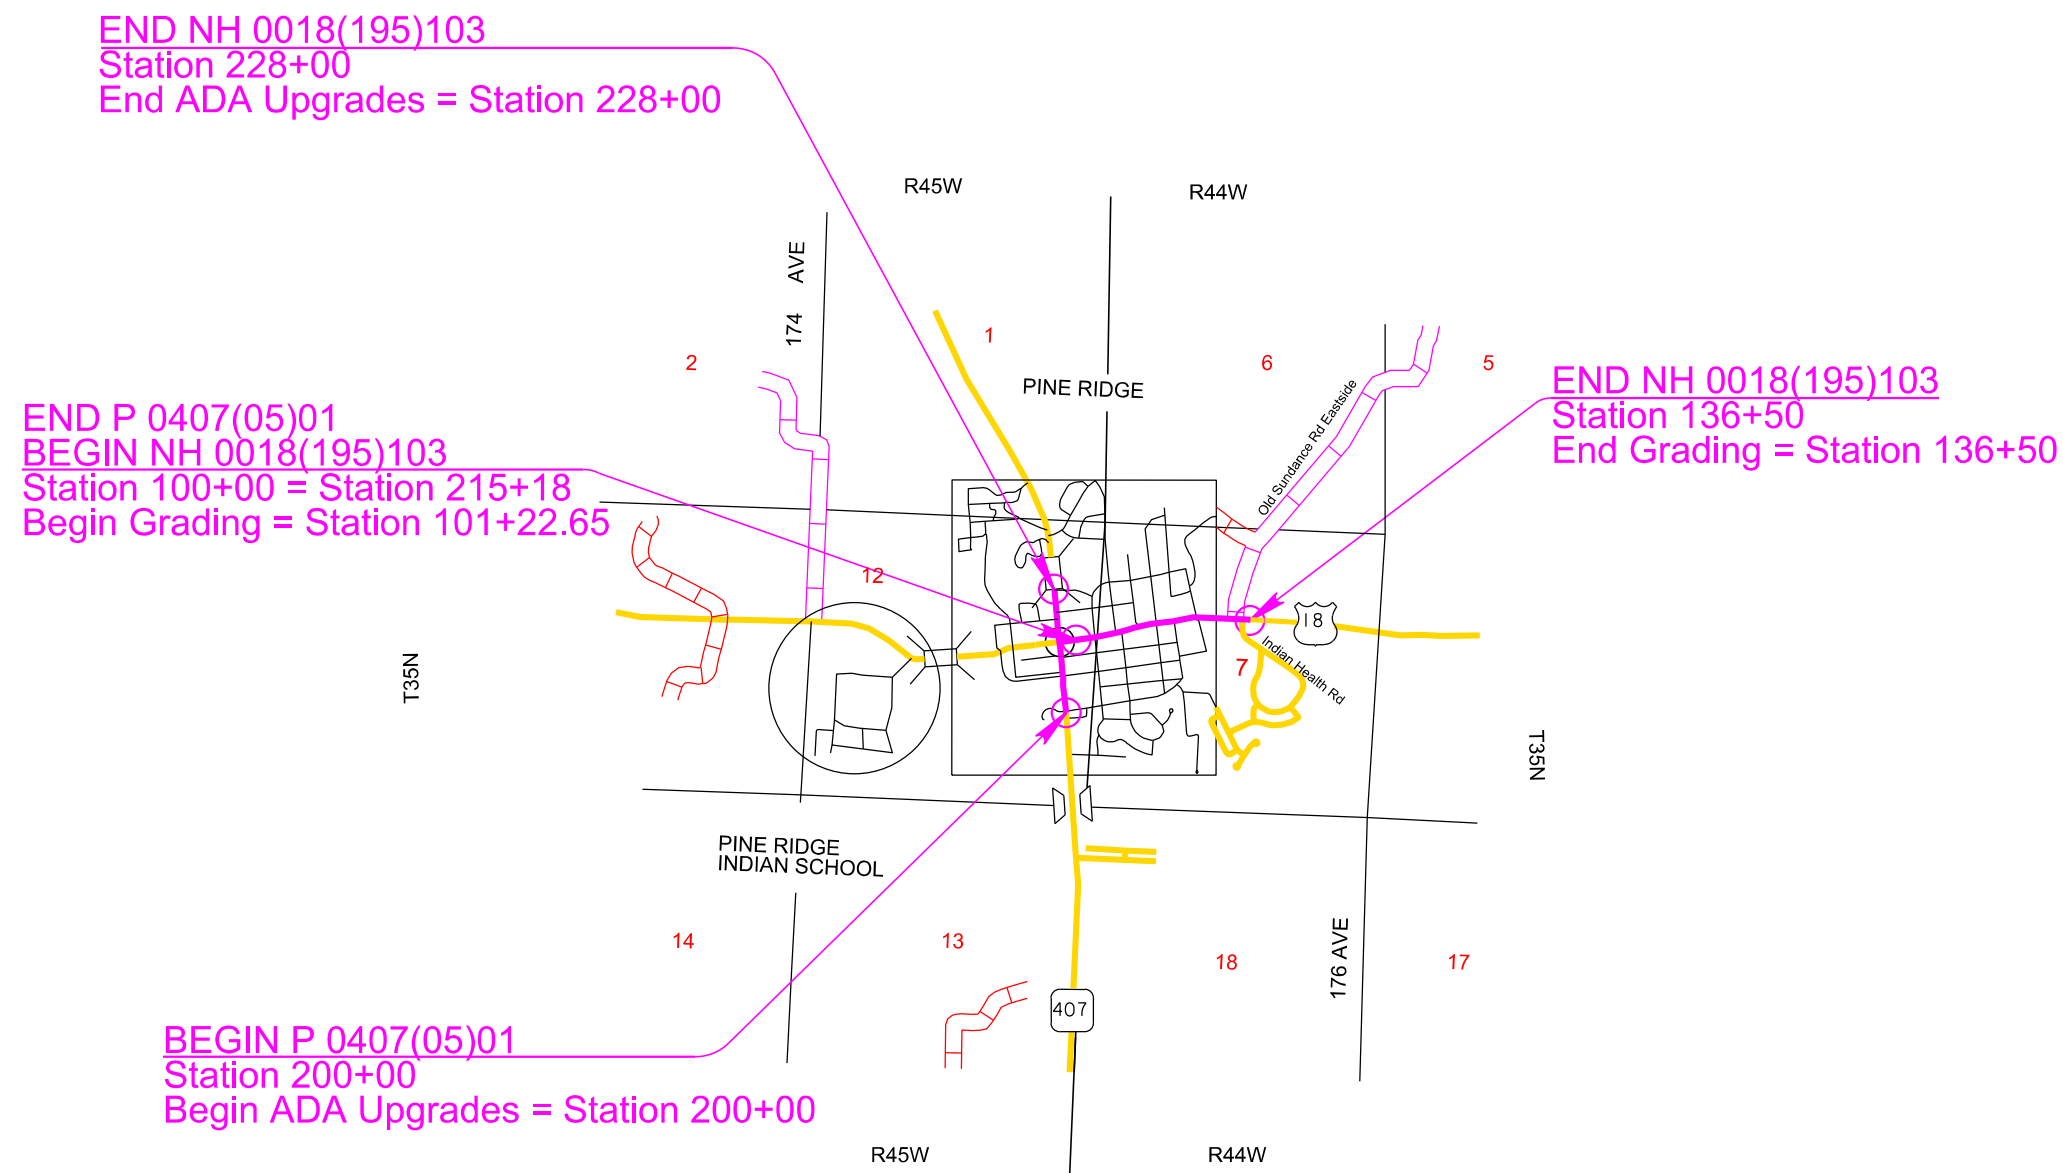 END NH 0018(195)103
Station 228+00
End ADA Upgrades = Station 228+00
R45W
R44W
174 AVE
1
2
6
5
PINE RIDGE
Old Sundance Rd Eastside
END NH 0018(195)103
Station 136+50
End Grading = Station 136+50
END P 0407(05)01
BEGIN NH 0018(195)103
Station 100+00 = Station 215+18
Begin Grading = Station 101+22.65
12
18
7
Indian Health Rd
T35N
T35N
PINE RIDGE
INDIAN SCHOOL
14
13
18
17
176 AVE
407
BEGIN P 0407(05)01
Station 200+00
Begin ADA Upgrades = Station 200+00
R45W
R44W